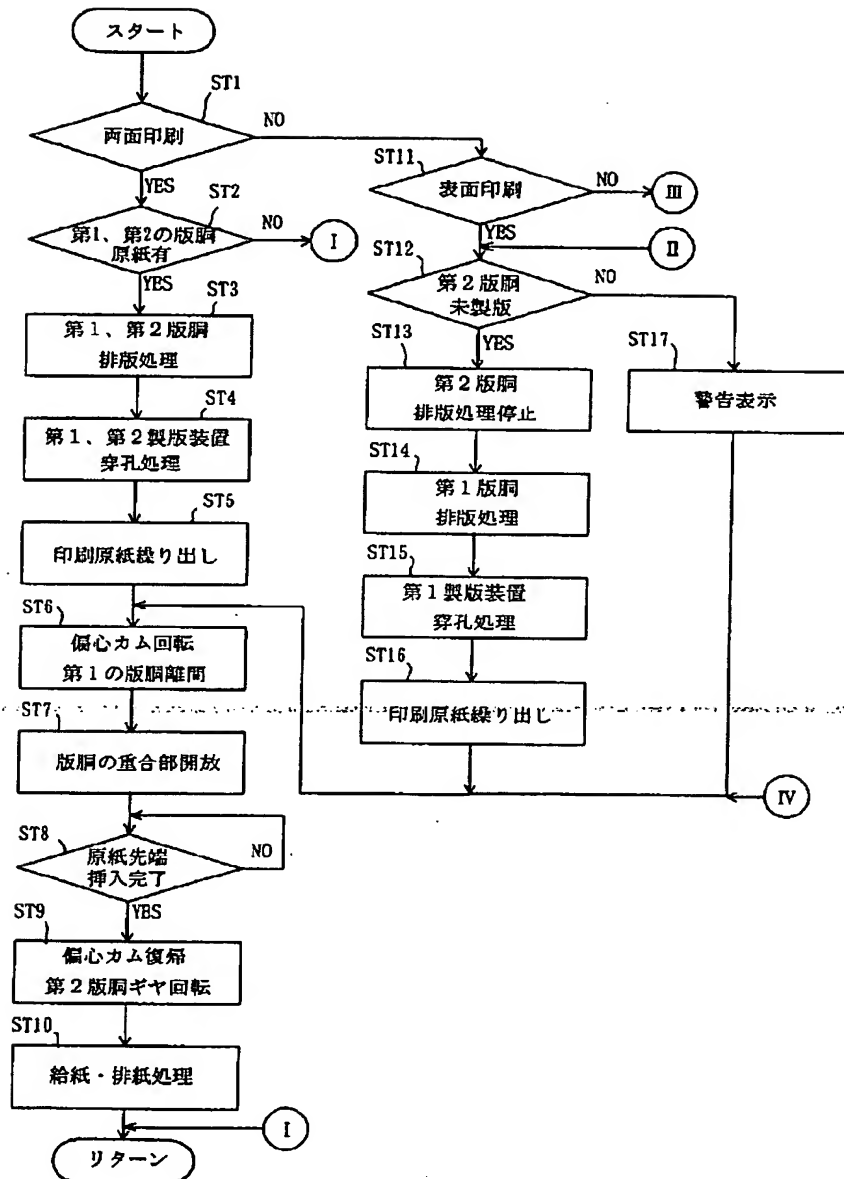 スタート
ST1
両面印刷
NO
YES
ST2
第1、第2の版胴
原紙有
NO
I
YES
ST3
第1、第2版胴
排版処理
ST4
第1、第2製版装置
穿孔処理
ST5
印刷原紙繰り出し
ST6
偏心カム回転
第1の版胴離間
ST7
版胴の重合部開放
ST8
原紙先端
挿入完了
NO
YES
ST9
偏心カム復帰
第2版胴ギヤ回転
ST10
給紙・排紙処理
I
リターン
ST11
表面印刷
NO
III
YES
II
ST12
第2版胴
未製版
NO
YES
ST13
第2版胴
排版処理停止
ST14
第1版胴
排版処理
ST15
第1製版装置
穿孔処理
ST16
印刷原紙繰り出し
ST17
警告表示
IV